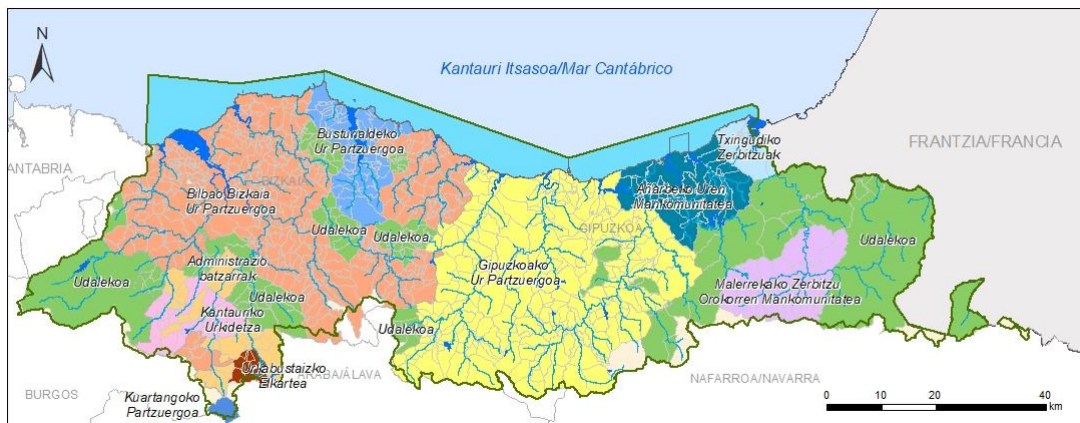 N
Kantauri Itsasoa/Mar Cantábrico
FRANTZIA/FRANCIA
ANTABRIA
Busturialdeko
Ur Partzuergoa
Txingudiko
Zerbitzuak
Bilbao Bizkaia
Ur Partzuergoa
BIZKAIA
Añarbeko Uren
Mankomunitatea
GIPUZKOA
Udalekoa
Udalekoa
Udalekoa
Administrazio
batzarrak
Gipuzkoako
Ur Partzuergoa
Udalekoa
Udalekoa
Malerrekako Zerbitzu
Orokorren Mankomunitatea
Kantauriko
Urkidetza
Udalekoa
Urkabustaizko
Elkartea
ARABA/ÁLAVA
NAFARROA/NAVARRA
BURGOS
Kuartangoko
Partzuergoa
0 10 20 30 40
km